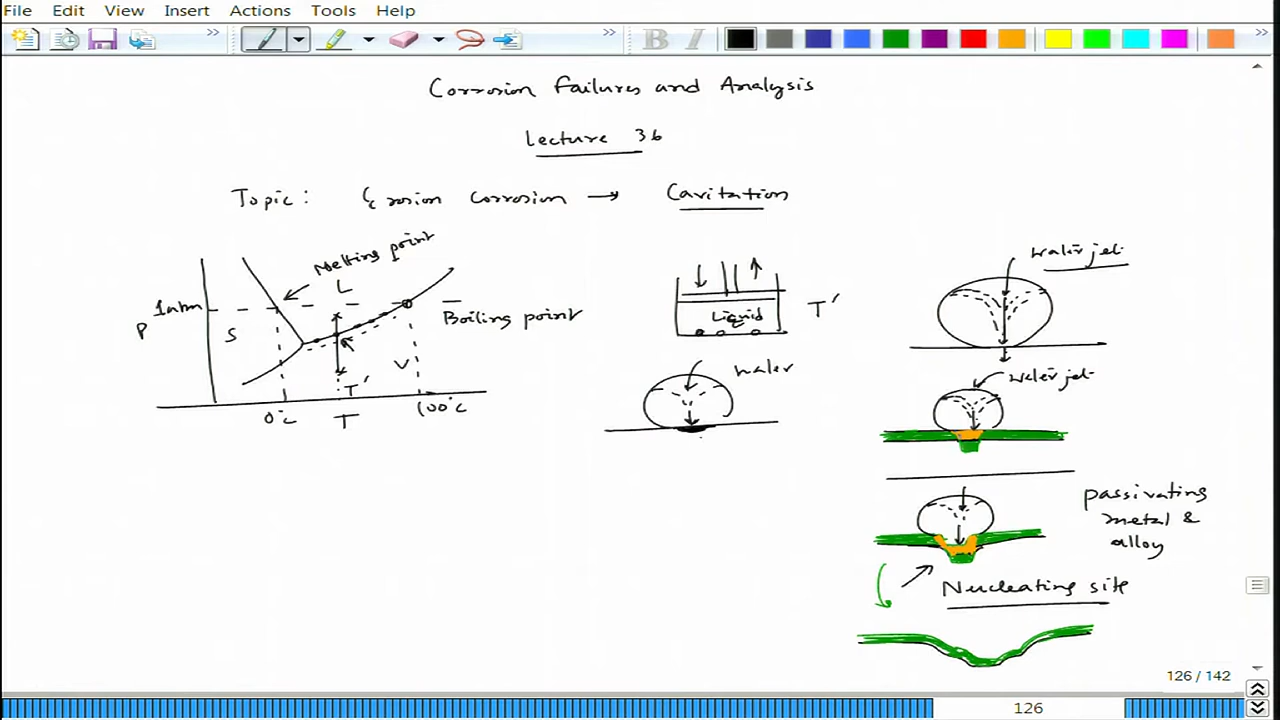 File Edit View Insert Actions Tools Help
Corrosion Failures and Analysis
Lecture 36
Topic: Erosion corrosion → Cavitation
Melting point
1atm
P
S
L
V
Boiling point
T'
0°C
T
100°C
Liquid
T'
water
water jet
water jet
passivating
metal &
alloy
Nucleating site
126 / 142
126